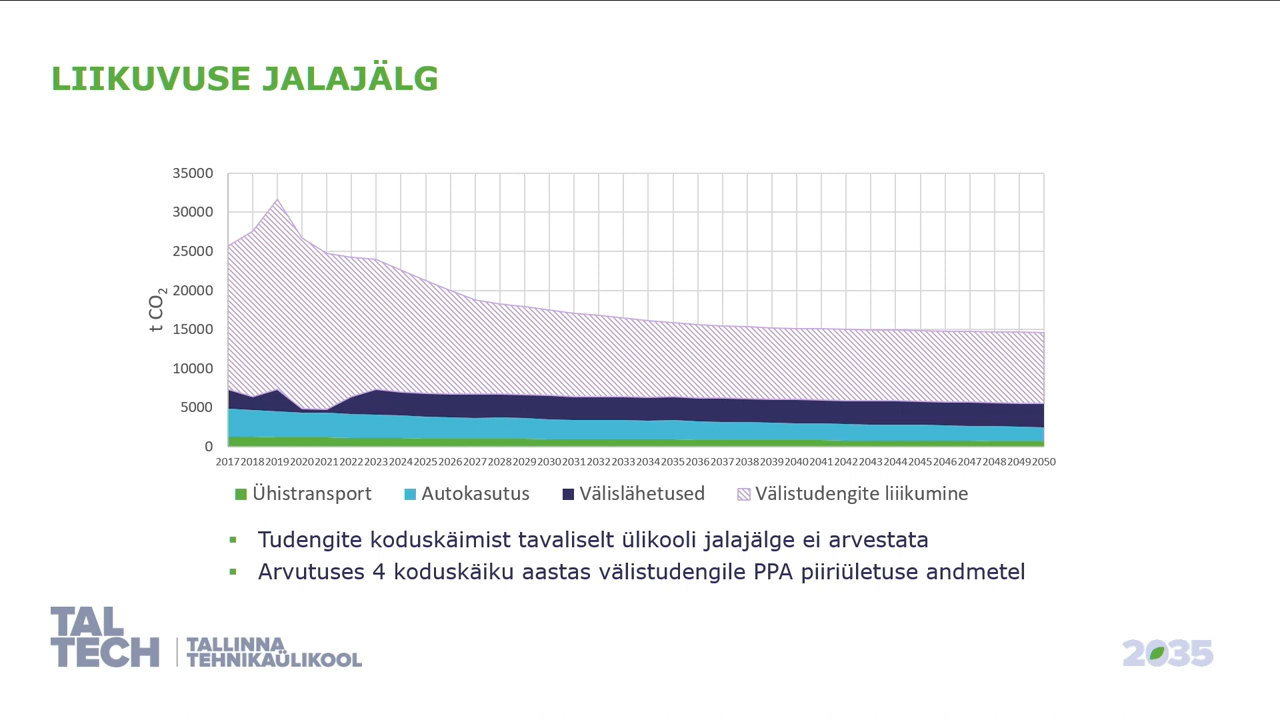 LIIKUVUSE JALAJÄLG
35000
30000
25000
20000
15000
10000
5000
0
t CO2
2017 2018 2019 2020 2021 2022 2023 2024 2025 2026 2027 2028 2029 2030 2031 2032 2033 2034 2035 2036 2037 2038 2039 2040 2041 2042 2043 2044 2045 2046 2047 2048 2049 2050
Ühistransport Autokasutus Välislähetused Välistudengite liiikumine
▪ Tudengite koduskäimist tavaliselt ülikooli jalajälge ei arvestata
▪ Arvutuses 4 koduskäiku aastas välistudengile PPA piiriületuse andmetel
TAL
TECH
TALLINNA
TEHNIKAÜLIKOOL
2035